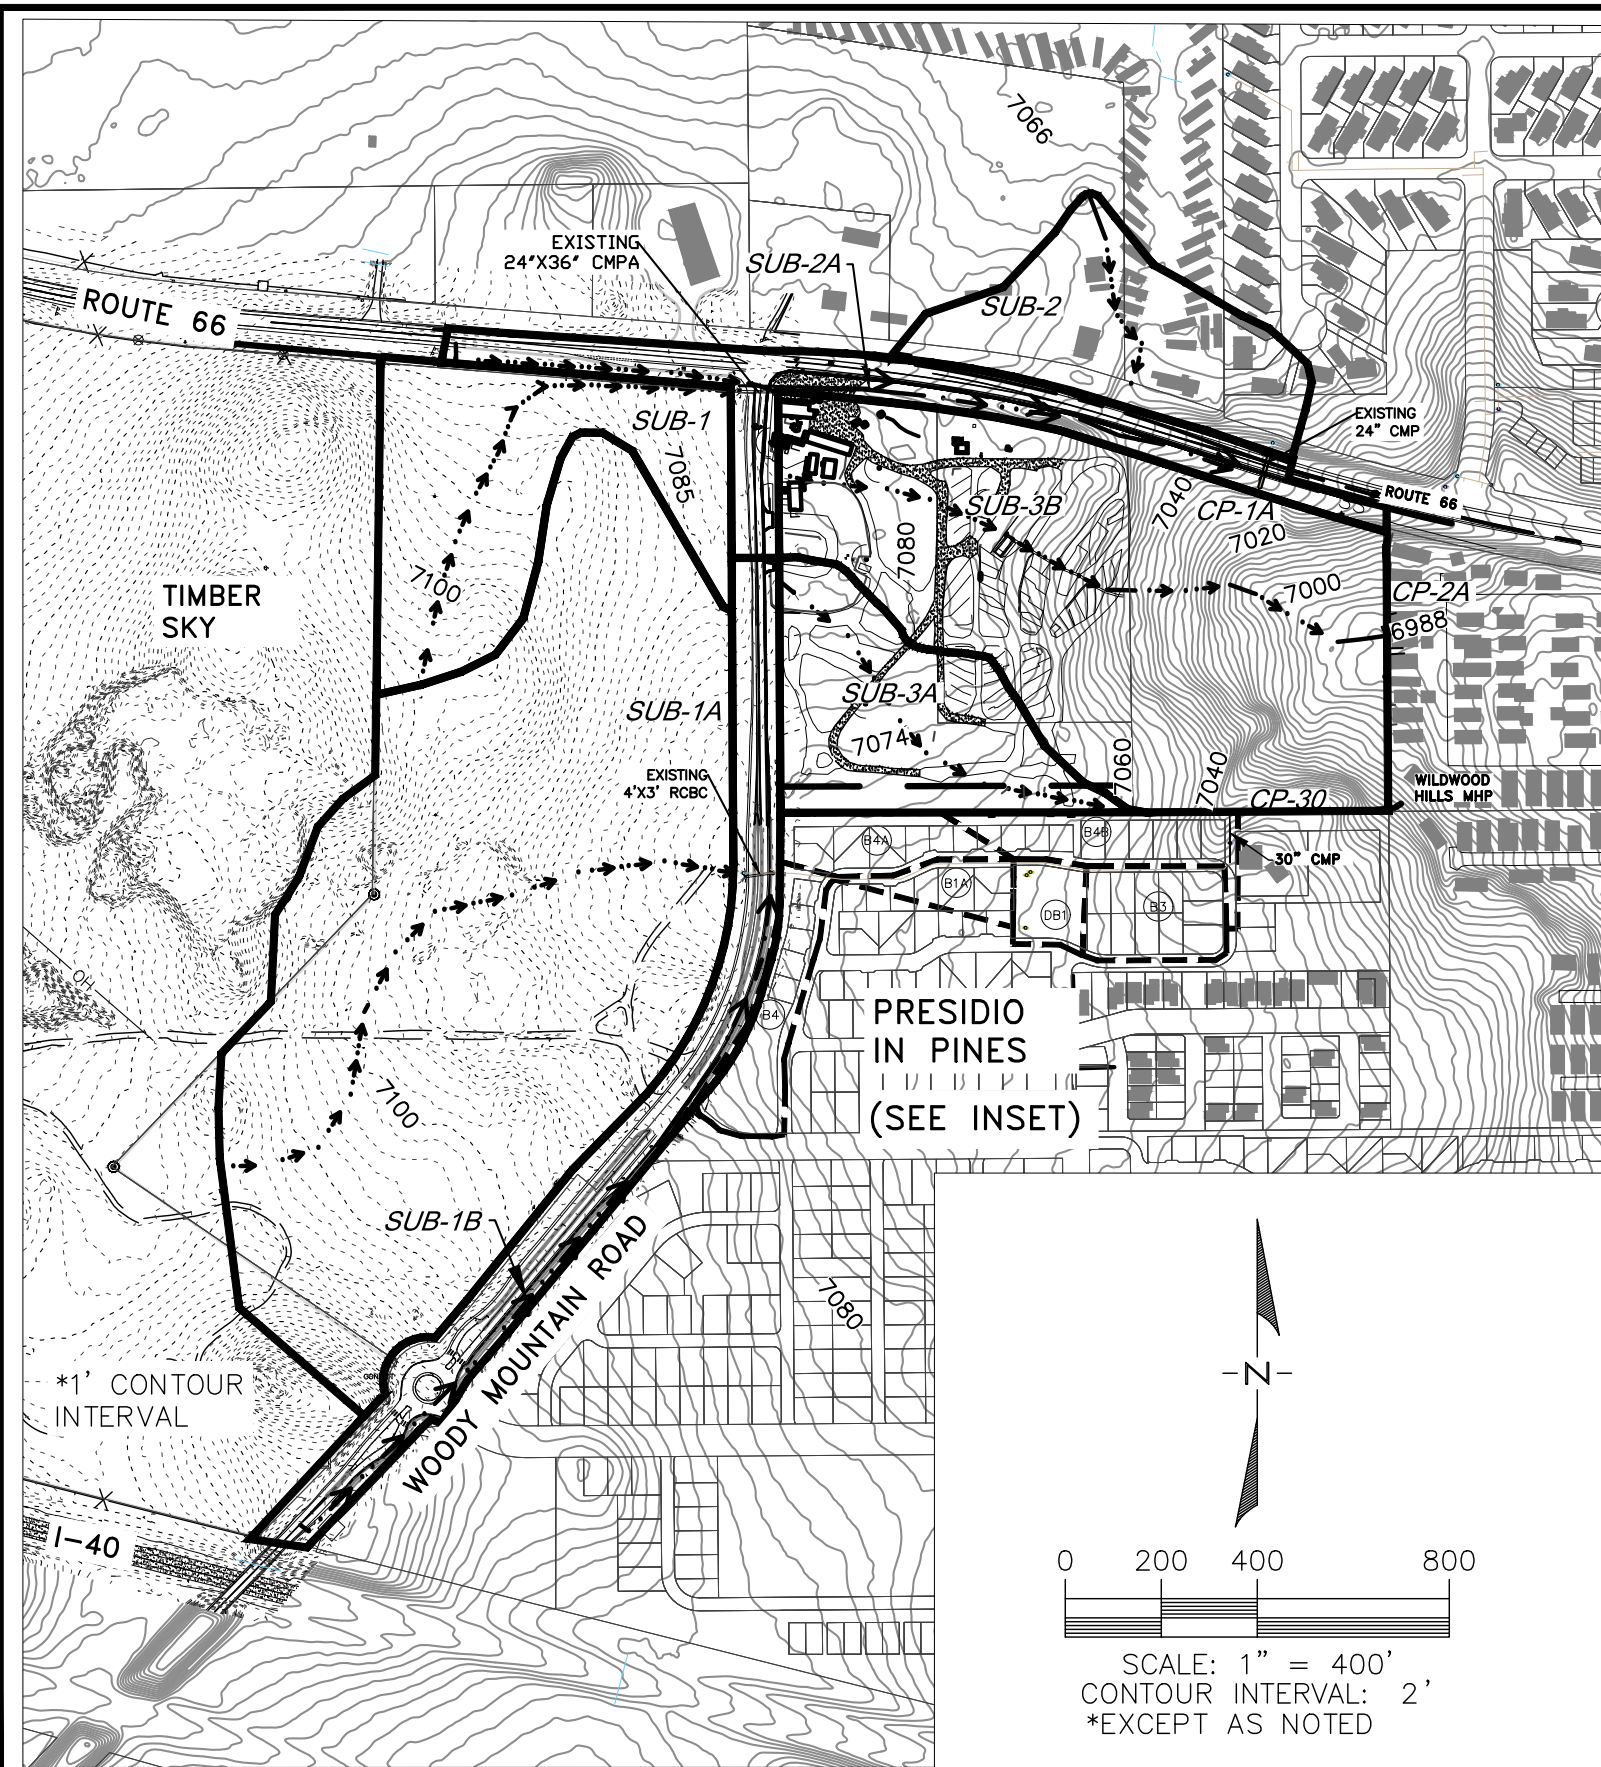 7066
EXISTING
24"X36" CMPA
SUB-2A
SUB-2
ROUTE 66
SUB-1
7085
EXISTING
24" CMP
ROUTE 66
7040
CP-1A
7020
SUB-3B
7080
7100
7000
CP-2A
6988
TIMBER
SKY
SUB-1A
SUB-3A
7074
7060
7040
EXISTING
4'X3' RCBC
CP-30
WILDWOOD
HILLS MHP
B4A
B4B
30" CMP
B1A
DB1
B3
OH
B4
PRESIDIO
IN PINES
(SEE INSET)
7100
SUB-1B
WOODY MOUNTAIN ROAD
7080
*1' CONTOUR
INTERVAL
I-40
-N-
0 200 400 800
SCALE: 1" = 400'
CONTOUR INTERVAL: 2'
*EXCEPT AS NOTED